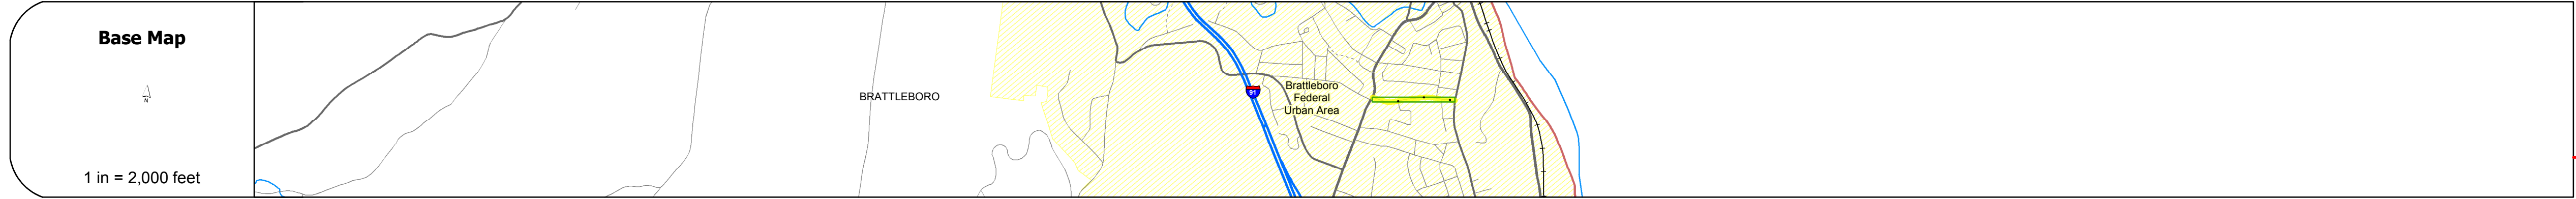 Base Map
N
1 in = 2,000 feet
BRATTLEBORO
91
Brattleboro
Federal
Urban Area